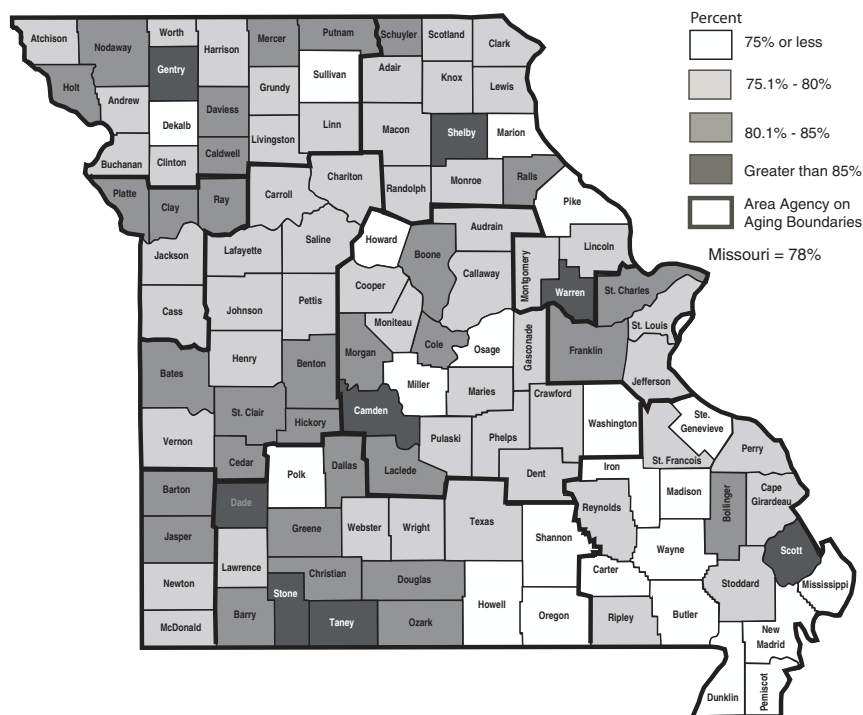 Percent
75% or less
75.1% - 80%
80.1% - 85%
Greater than 85%
Area Agency on
Aging Boundaries
Missouri = 78%
Atchison
Nodaway
Worth
Harrison
Mercer
Putnam
Schuyler
Scotland
Clark
Gentry
Sullivan
Adair
Knox
Lewis
Holt
Andrew
Grundy
Daviess
Dekalb
Linn
Macon
Shelby
Marion
Livingston
Caldwell
Buchanan
Clinton
Chariton
Carroll
Randolph
Monroe
Ralls
Pike
Platte
Clay
Ray
Audrain
Howard
Saline
Lafayette
Jackson
Boone
Lincoln
Callaway
Montgomery
Warren
St. Charles
Cooper
Pettis
Johnson
Cass
Moniteau
St. Louis
Cole
Osage
Gasconade
Franklin
Henry
Benton
Morgan
Bates
Miller
Maries
Jefferson
Crawford
Camden
St. Clair
Hickory
Washington
Ste.
Genevieve
Vernon
Pulaski
Phelps
St. Francois
Perry
Cedar
Polk
Dallas
Laclede
Dent
Iron
Madison
Cape
Girardeau
Bollinger
Barton
Dade
Reynolds
Greene
Webster
Wright
Texas
Jasper
Shannon
Wayne
Scott
Lawrence
Carter
Newton
Christian
Douglas
Stoddard
Mississippi
Stone
Howell
Oregon
Butler
McDonald
Barry
Taney
Ozark
Ripley
New
Madrid
Dunklin
Pemiscot